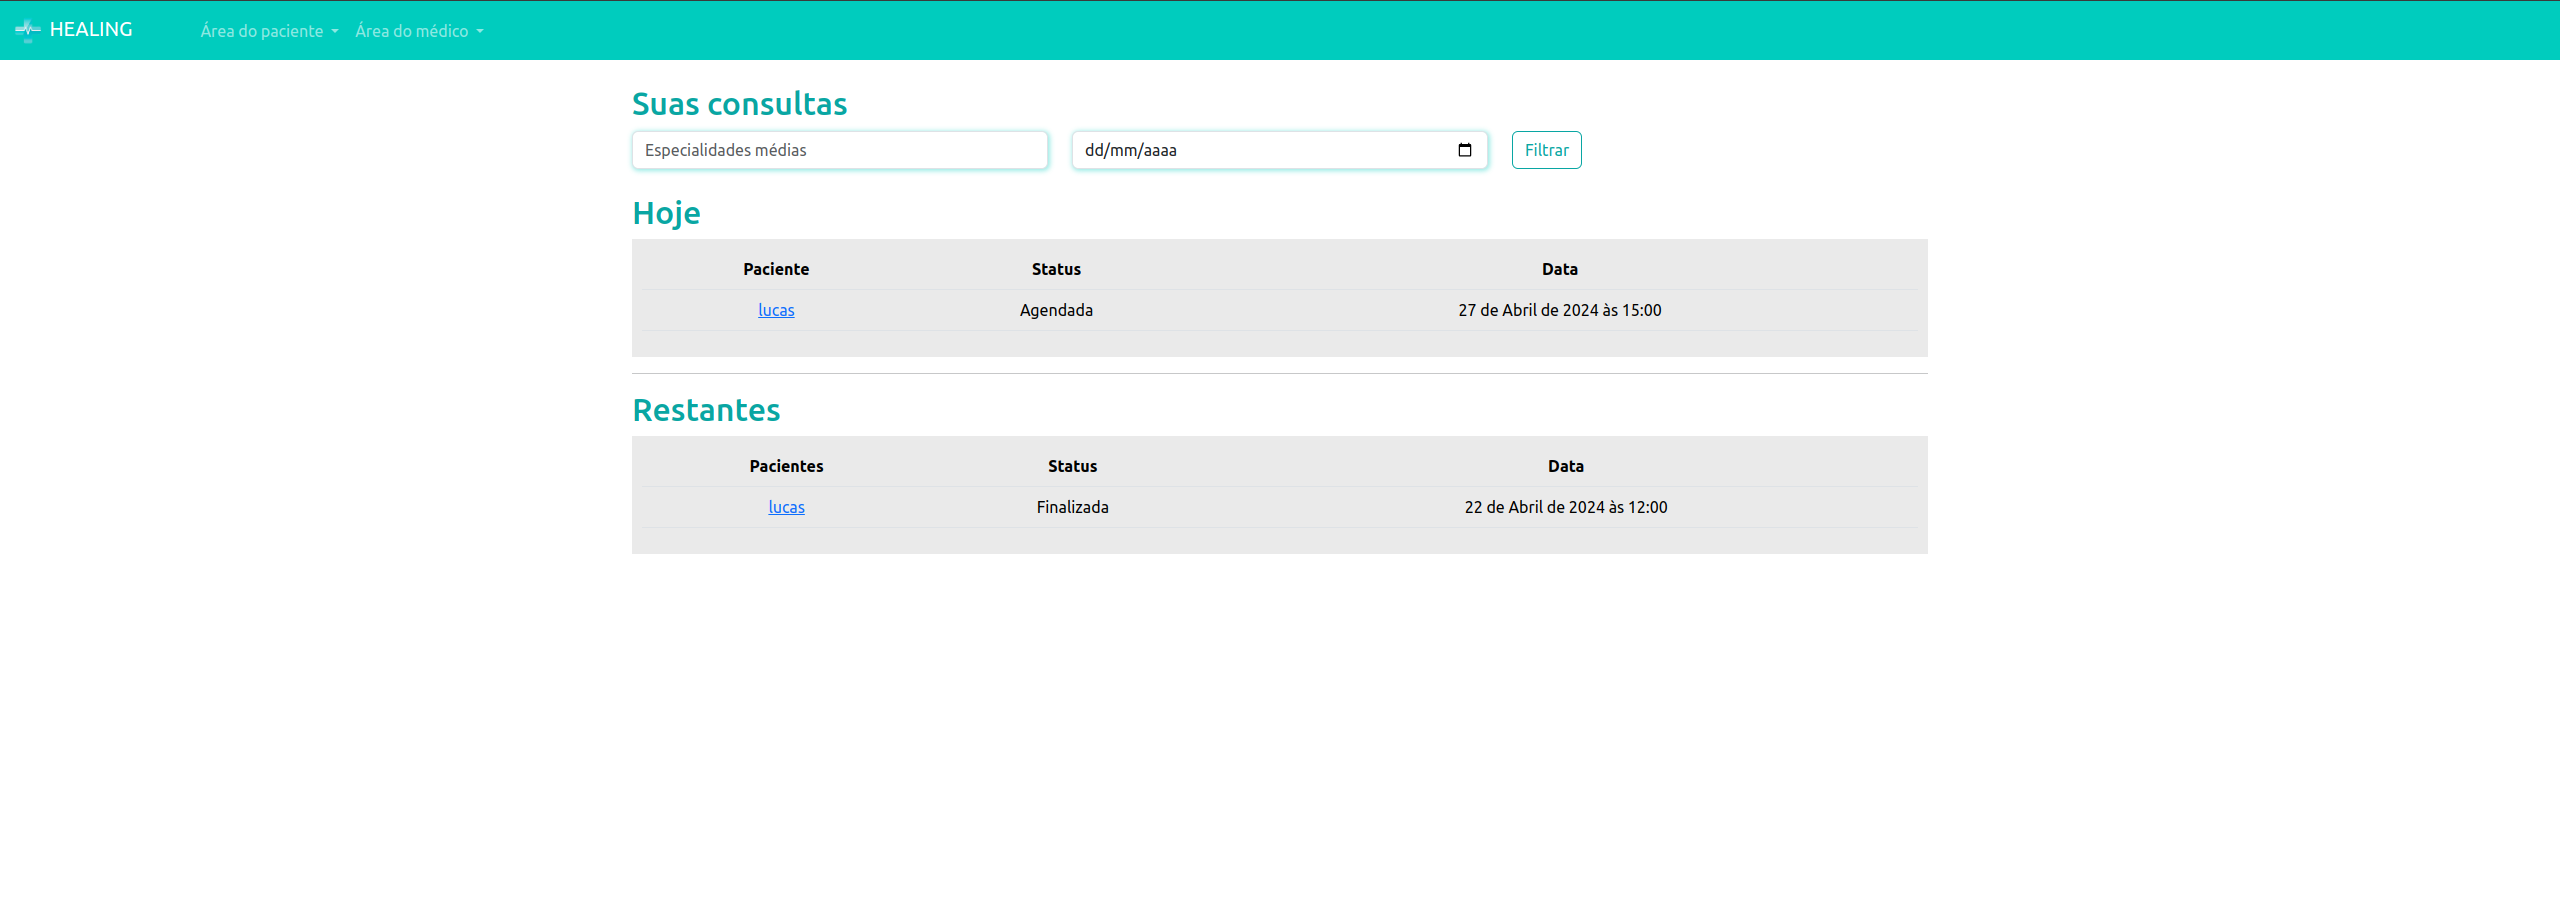 HEALING Área do paciente Área do médico
Suas consultas
Especialidades médias dd/mm/aaaa Filtrar
Hoje
Paciente Status Data
lucas Agendada 27 de Abril de 2024 às 15:00
Restantes
Pacientes Status Data
lucas Finalizada 22 de Abril de 2024 às 12:00